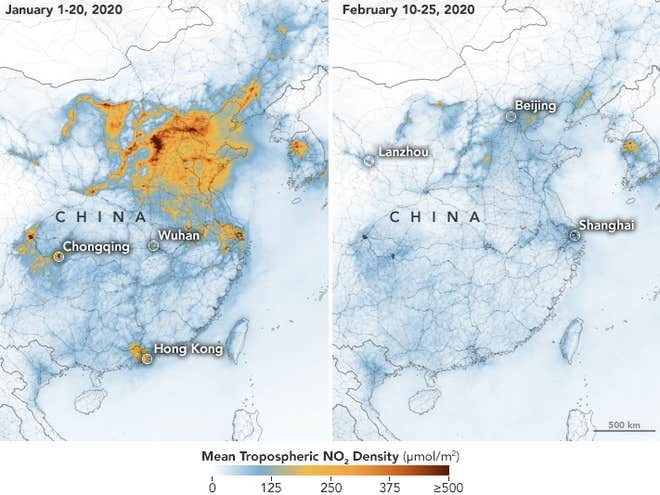 January 1-20, 2020
February 10-25, 2020
Beijing
Lanzhou
CHINA
CHINA
Wuhan
Shanghai
Chongqing
Hong Kong
500 km
Mean Tropospheric NO₂ Density (µmol/m²)
0 125 250 375 ≥500